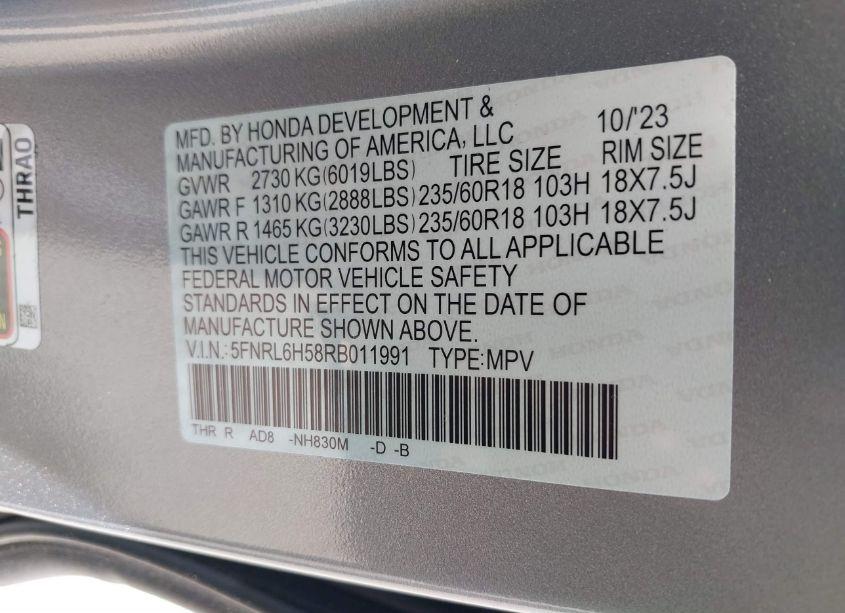 MFD. BY HONDA DEVELOPMENT &
MANUFACTURING OF AMERICA, LLC 10/'23
GVWR 2730 KG(6019LBS) TIRE SIZE RIM SIZE
GAWR F 1310 KG(2888LBS) 235/60R18 103H 18X7.5J
GAWR R 1465 KG(3230LBS) 235/60R18 103H 18X7.5J
THIS VEHICLE CONFORMS TO ALL APPLICABLE
FEDERAL MOTOR VEHICLE SAFETY
STANDARDS IN EFFECT ON THE DATE OF
MANUFACTURE SHOWN ABOVE.
V.I.N.: 5FNRL6H58RB011991 TYPE:MPV
THR R AD8 -NH830M -D -B
THRA0